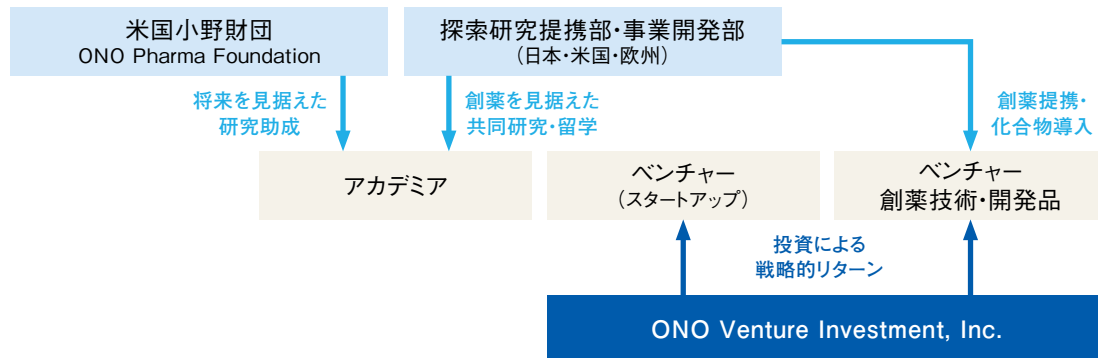 米国小野財団
ONO Pharma Foundation
探索研究提携部・事業開発部
（日本・米国・欧州）
将来を見据えた
研究助成
創薬を見据えた
共同研究・留学
創薬提携・
化合物導入
アカデミア
ベンチャー
（スタートアップ）
ベンチャー
創薬技術・開発品
投資による
戦略的リターン
ONO Venture Investment, Inc.